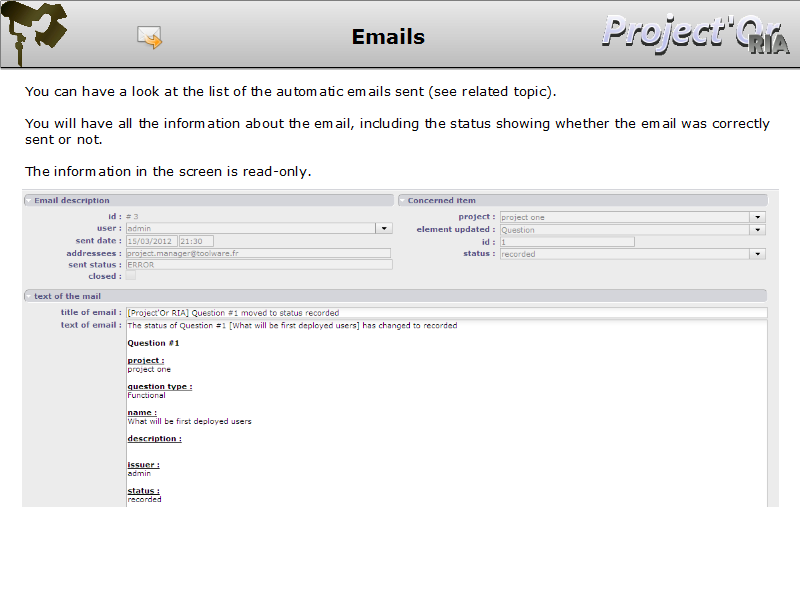 Emails
Project'Or
RIA
You can have a look at the list of the automatic emails sent (see related topic).
You will have all the information about the email, including the status showing whether the email was correctly
sent or not.
The information in the screen is read-only.
Email description
id : # 3
user : admin
sent date : 15/03/2012 21:30
addressees : project.manager@toolware.fr
sent status : ERROR
closed :
Concerned item
project : project one
element updated : Question
id : 1
status : recorded
text of the mail
title of email : [Project'Or RIA] Question #1 moved to status recorded
text of email : The status of Question #1 [What will be first deployed users] has changed to recorded
Question #1
project :
project one
question type :
Functional
name :
What will be first deployed users
description :
issuer :
admin
status :
recorded